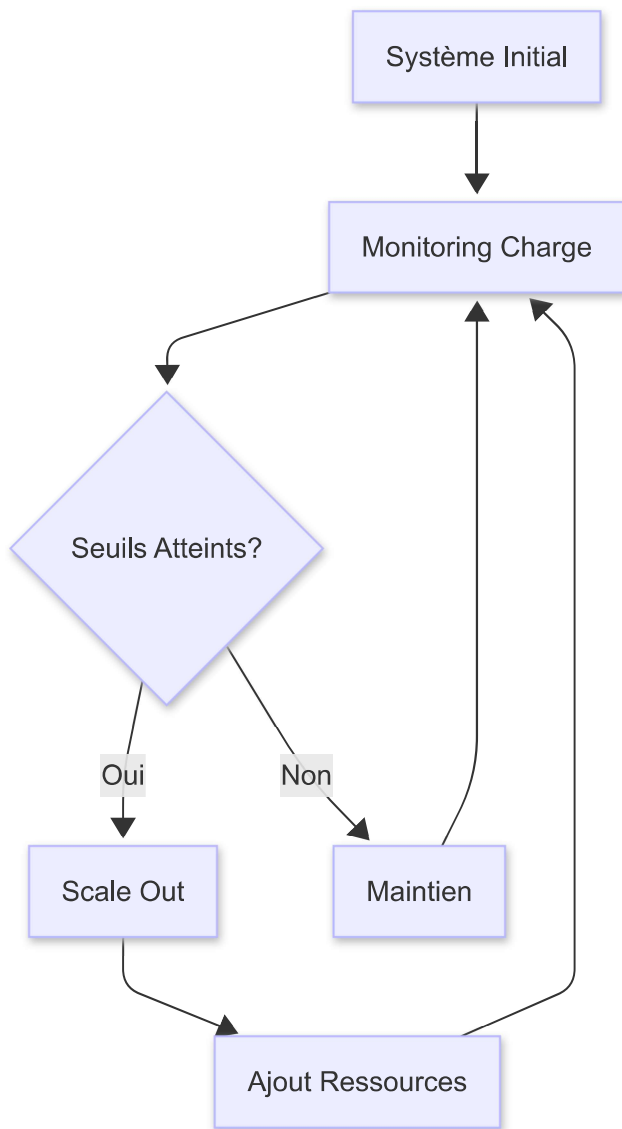 Système Initial
Monitoring Charge
Seuils Atteints?
Oui
Non
Scale Out
Maintien
Ajout Ressources